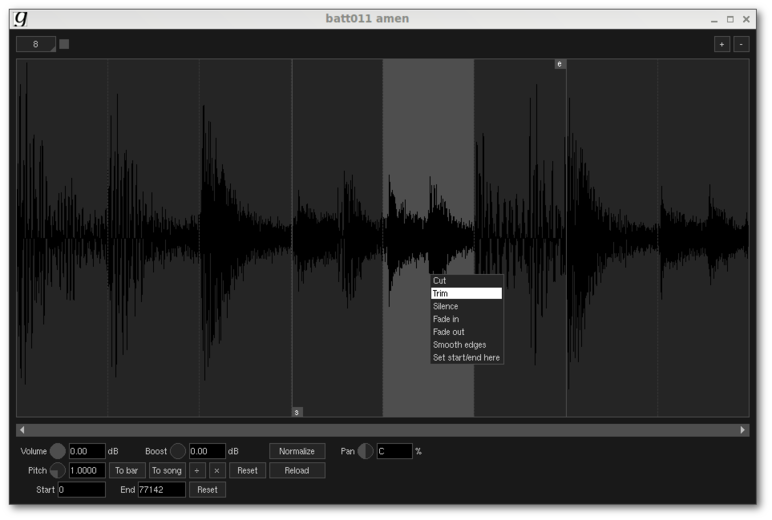 g batt011 amen
8 + -
e
Cut
Trim
Silence
Fade in
Fade out
Smooth edges
Set start/end here
s
Volume 0.00 dB Boost 0.00 dB Normalize Pan C %
Pitch 1.0000 To bar To song ÷ × Reset Reload
Start 0 End 77142 Reset